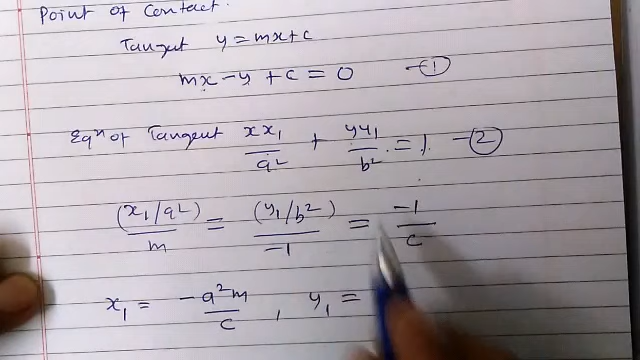 Point of Contact.
Tangent y = mx+c
mx - y + c = 0 —①
Eqⁿ of Tangent xx₁/a² + yy₁/b² = 1. —②
(x₁/a²)/m = (y₁/b²)/-1 = -1/c
x₁ = -a²m/c , y₁ =